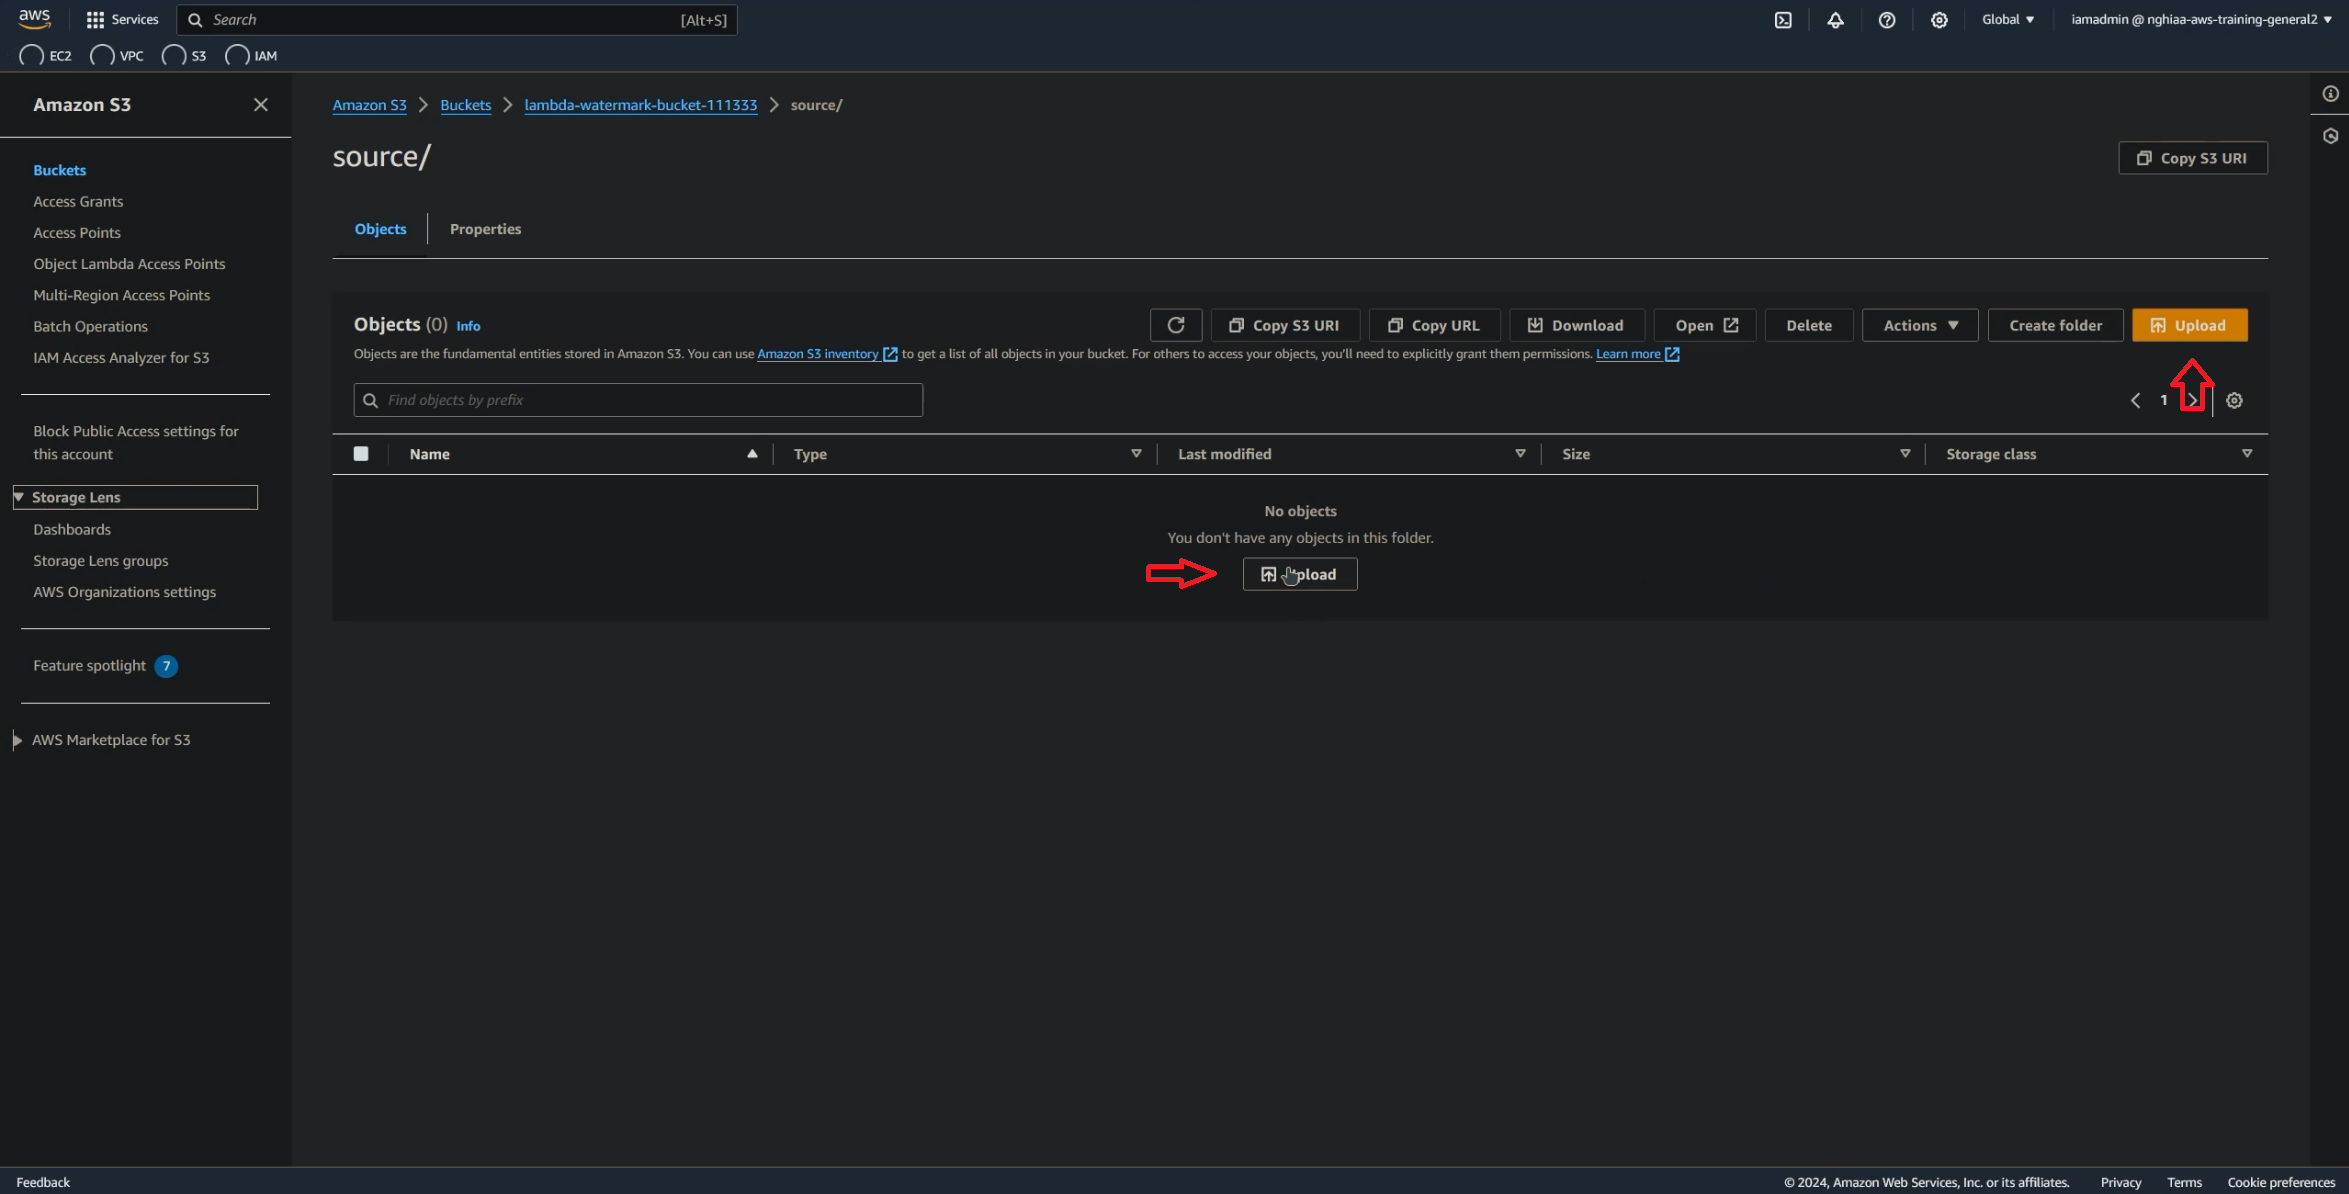 aws
Services
Search [Alt+S]
Global
iamadmin @ nghiaa-aws-training-general2
EC2
VPC
S3
IAM
Amazon S3
Buckets
Access Grants
Access Points
Object Lambda Access Points
Multi-Region Access Points
Batch Operations
IAM Access Analyzer for S3
Block Public Access settings for
this account
Storage Lens
Dashboards
Storage Lens groups
AWS Organizations settings
Feature spotlight 7
AWS Marketplace for S3
Amazon S3 > Buckets > lambda-watermark-bucket-111333 > source/
source/
Copy S3 URI
Objects
Properties
Objects (0) Info
Copy S3 URI
Copy URL
Download
Open
Delete
Actions
Create folder
Upload
Objects are the fundamental entities stored in Amazon S3. You can use Amazon S3 inventory to get a list of all objects in your bucket. For others to access your objects, you'll need to explicitly grant them permissions. Learn more
Find objects by prefix
1
Name
Type
Last modified
Size
Storage class
No objects
You don't have any objects in this folder.
Upload
Feedback
© 2024, Amazon Web Services, Inc. or its affiliates.
Privacy
Terms
Cookie preferences